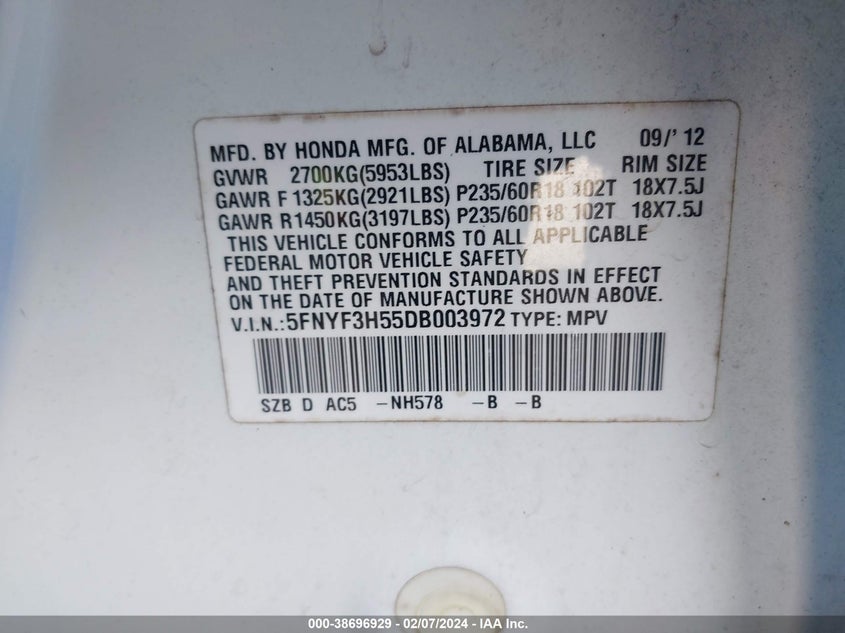 MFD. BY HONDA MFG. OF ALABAMA, LLC 09/' 12
GVWR 2700KG(5953LBS) TIRE SIZE RIM SIZE
GAWR F 1325KG(2921LBS) P235/60R18 102T 18X7.5J
GAWR R1450KG(3197LBS) P235/60R18 102T 18X7.5J
THIS VEHICLE CONFORMS TO ALL APPLICABLE
FEDERAL MOTOR VEHICLE SAFETY
AND THEFT PREVENTION STANDARDS IN EFFECT
ON THE DATE OF MANUFACTURE SHOWN ABOVE.
V.I.N.:5FNYF3H55DB003972 TYPE: MPV
SZB D AC5 -NH578 -B -B
000-38696929 - 02/07/2024 - IAA Inc.